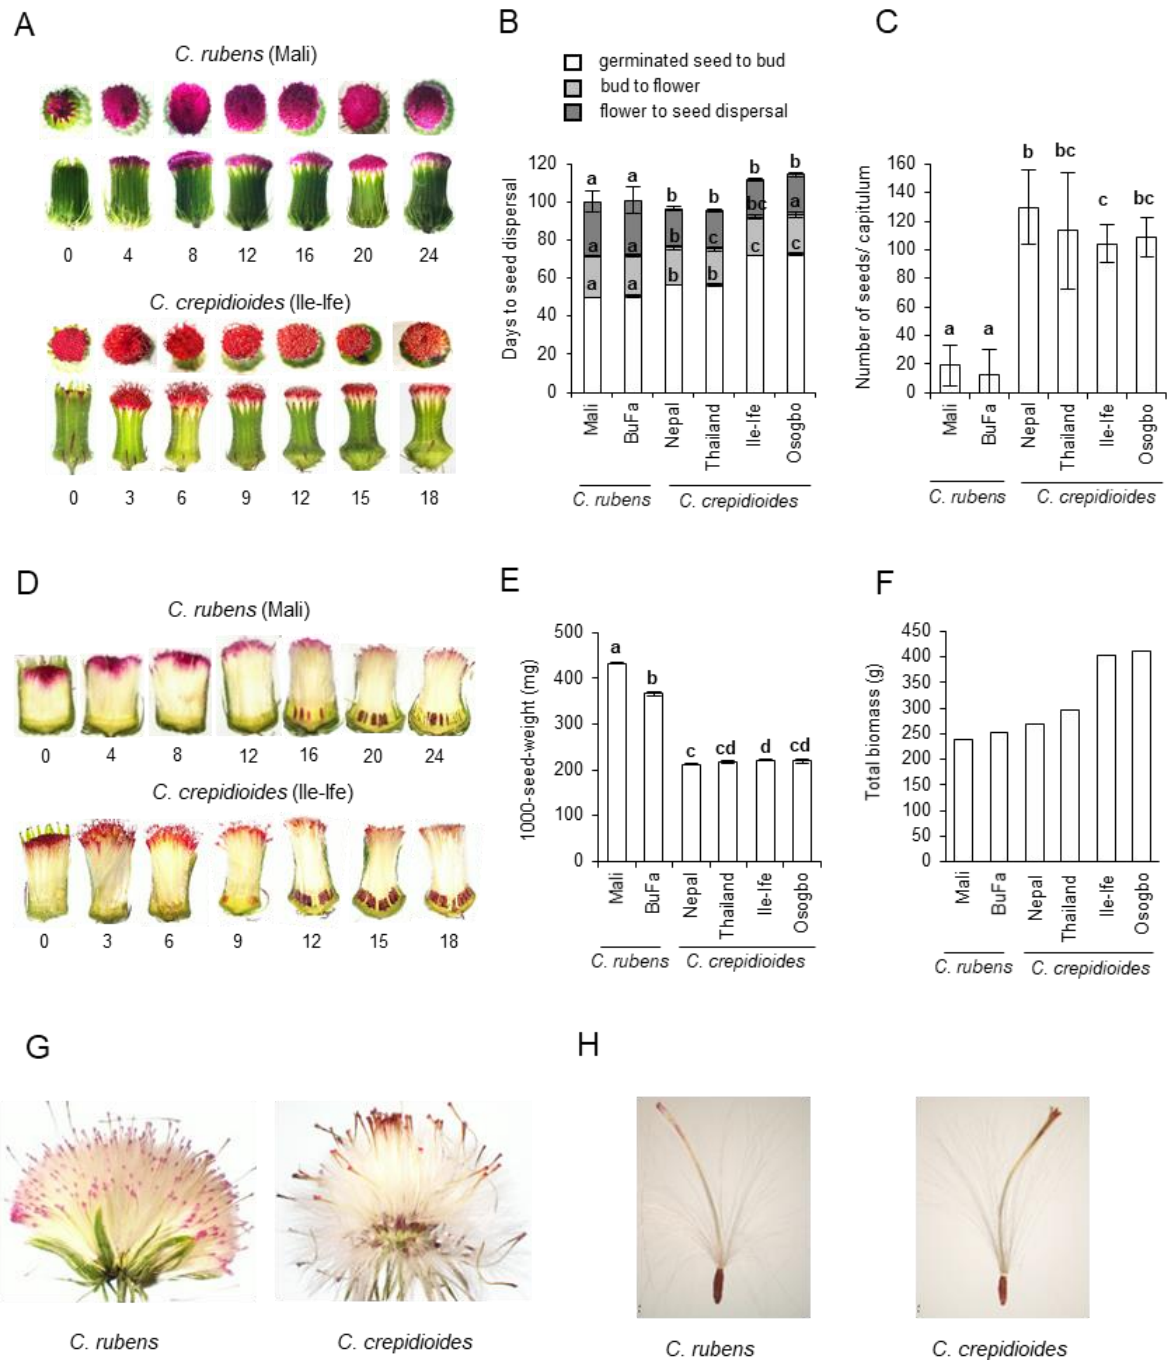 A
C. rubens (Mali)
0 4 8 12 16 20 24
C. crepidioides (Ile-Ife)
0 3 6 9 12 15 18
B
germinated seed to bud
bud to flower
flower to seed dispersal
Days to seed dispersal
120
100
80
60
40
20
0
a a b b b b
a a b c bc a
a a b b c c
Mali BuFa Nepal Thailand Ile-Ife Osogbo
C. rubens C. crepidioides
C
Number of seeds/ capitulum
160
140
120
100
80
60
40
20
0
a a b bc c bc
Mali BuFa Nepal Thailand Ile-Ife Osogbo
C. rubens C. crepidioides
D
C. rubens (Mali)
0 4 8 12 16 20 24
C. crepidioides (Ile-Ife)
0 3 6 9 12 15 18
E
1000-seed-weight (mg)
500
400
300
200
100
0
a b c cd d cd
Mali BuFa Nepal Thailand Ile-Ife Osogbo
C. rubens C. crepidioides
F
Total biomass (g)
450
400
350
300
250
200
150
100
50
0
Mali BuFa Nepal Thailand Ile-Ife Osogbo
C. rubens C. crepidioides
G
C. rubens C. crepidioides
H
C. rubens C. crepidioides